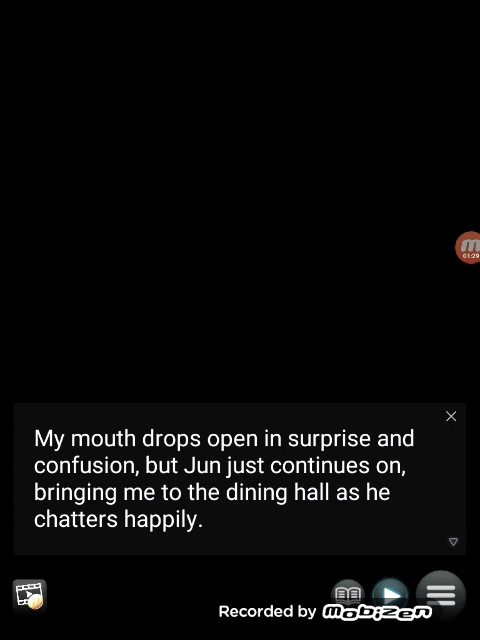 01:29
My mouth drops open in surprise and
confusion, but Jun just continues on,
bringing me to the dining hall as he
chatters happily.
Recorded by mobizen